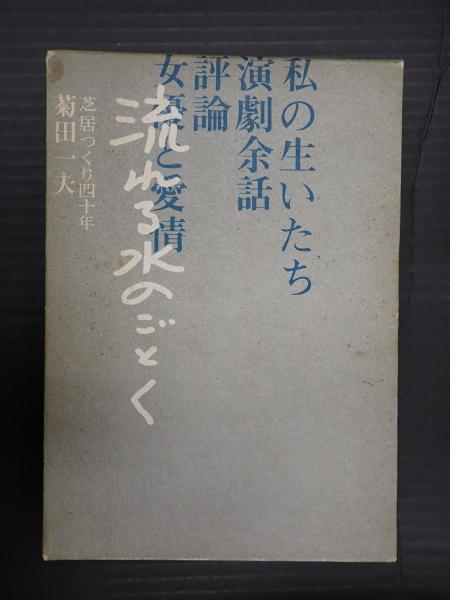 私の生いたち
演劇余話
評論
女優と愛情
流れる水のごとく
芝居つくり四十年
菊田一夫